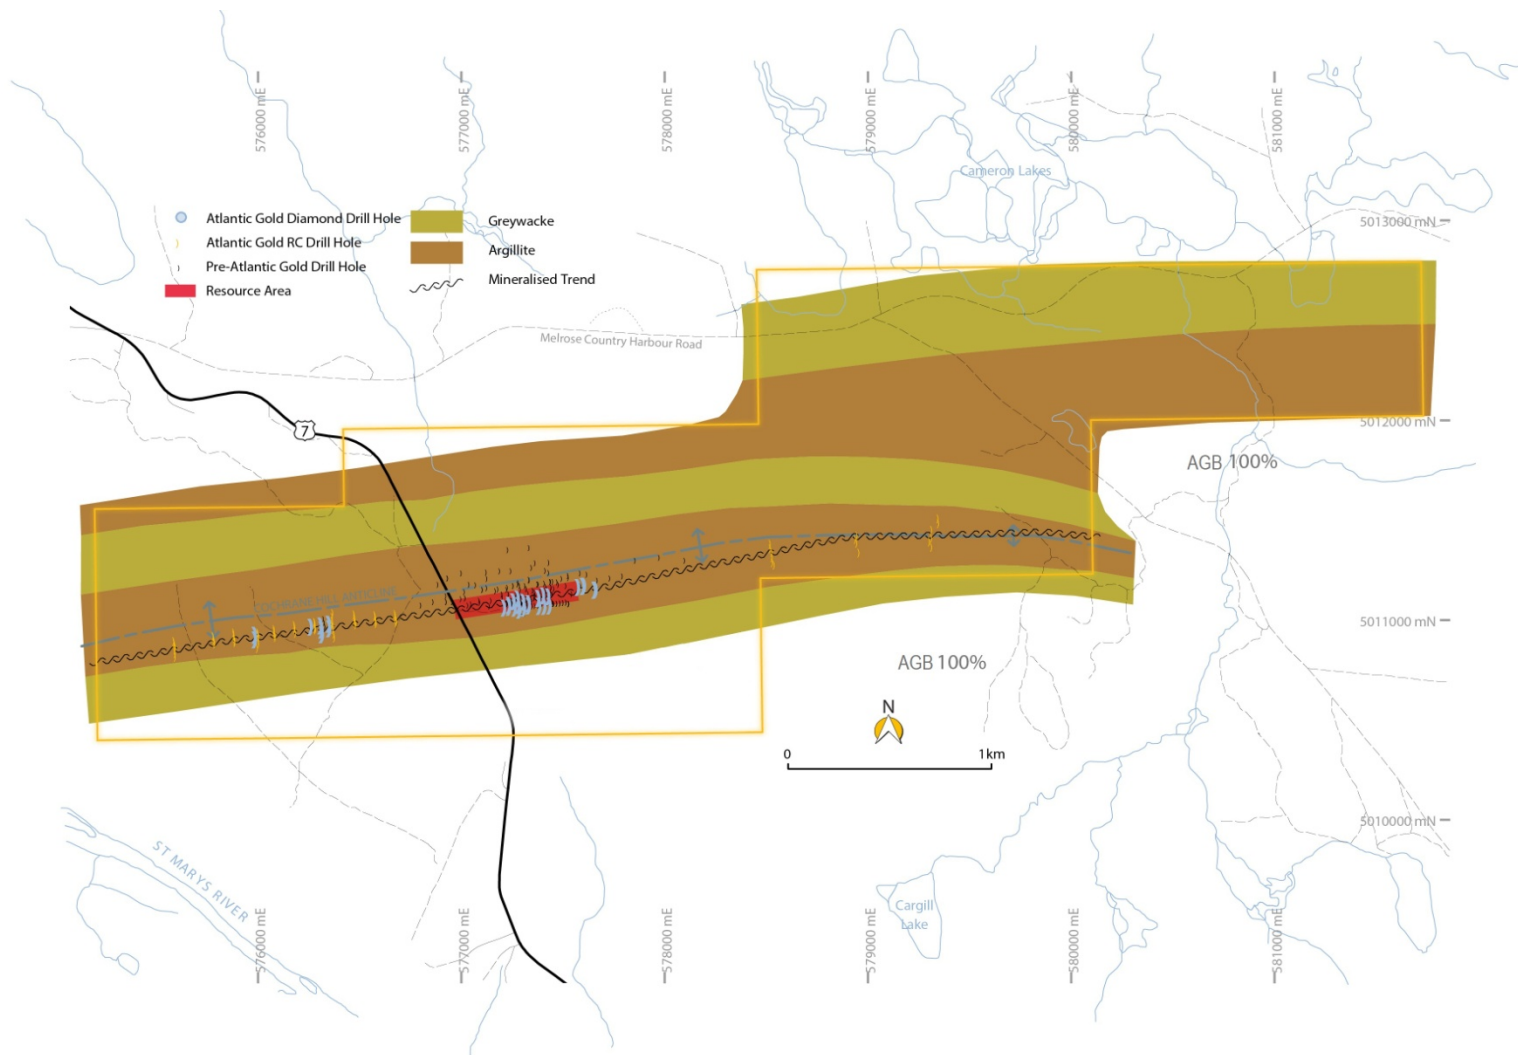 576000 mE
577000 mE
578000 mE
579000 mE
580000 mE
581000 mE
Cameron Lakes
Atlantic Gold Diamond Drill Hole
Atlantic Gold RC Drill Hole
Pre-Atlantic Gold Drill Hole
Resource Area
Greywacke
Argillite
Mineralised Trend
5013000 mN
Melrose Country Harbour Road
7
5012000 mN
AGB 100%
COCHRANE HILL ANTICLINE
5011000 mN
AGB 100%
N
0 1km
5010000 mN
ST MARYS RIVER
Cargill
Lake
576000 mE
577000 mE
578000 mE
579000 mE
580000 mE
581000 mE